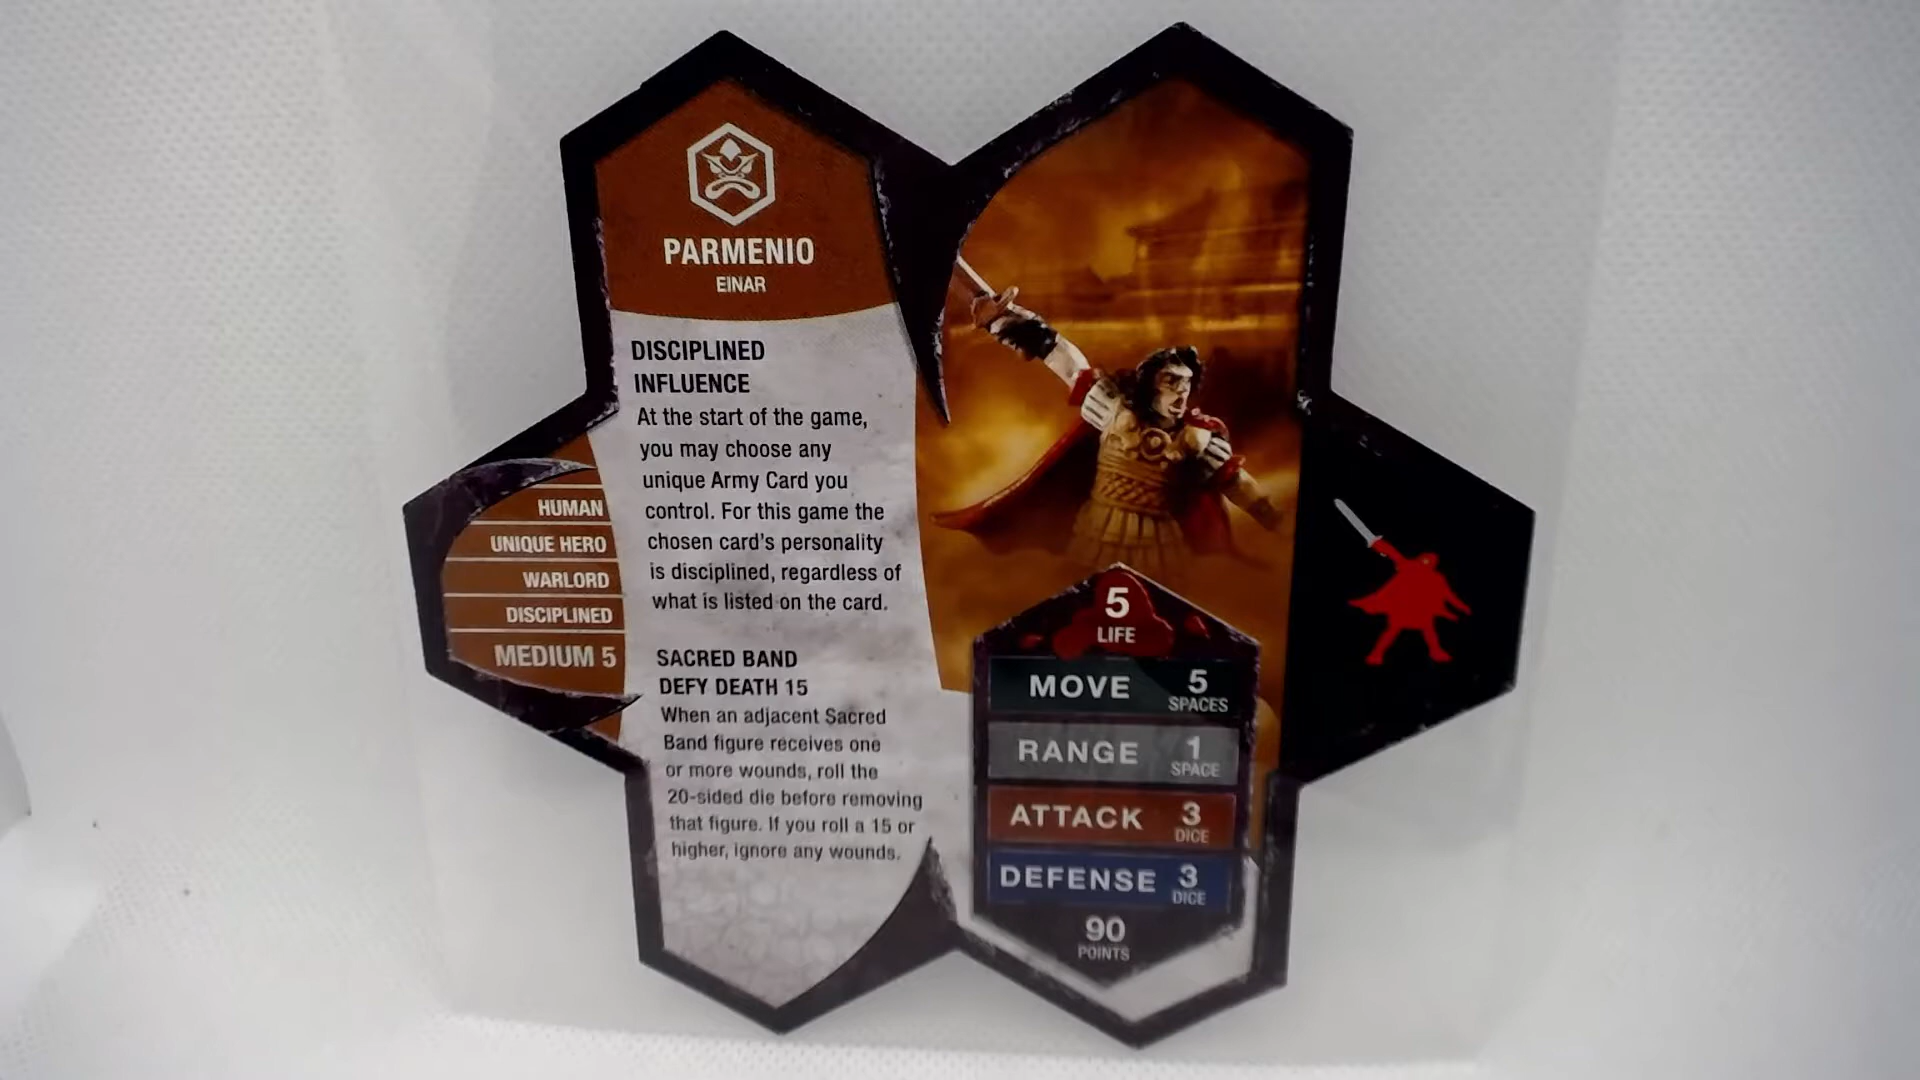 PARMENIO
EINAR
DISCIPLINED
INFLUENCE
At the start of the game,
you may choose any
unique Army Card you
control. For this game the
chosen card's personality
is disciplined, regardless of
what is listed on the card.
SACRED BAND
DEFY DEATH 15
When an adjacent Sacred
Band figure receives one
or more wounds, roll the
20-sided die before removing
that figure. If you roll a 15 or
higher, ignore any wounds.
HUMAN
UNIQUE HERO
WARLORD
DISCIPLINED
MEDIUM 5
5
LIFE
MOVE 5
SPACES
RANGE 1
SPACE
ATTACK 3
DICE
DEFENSE 3
DICE
90
POINTS